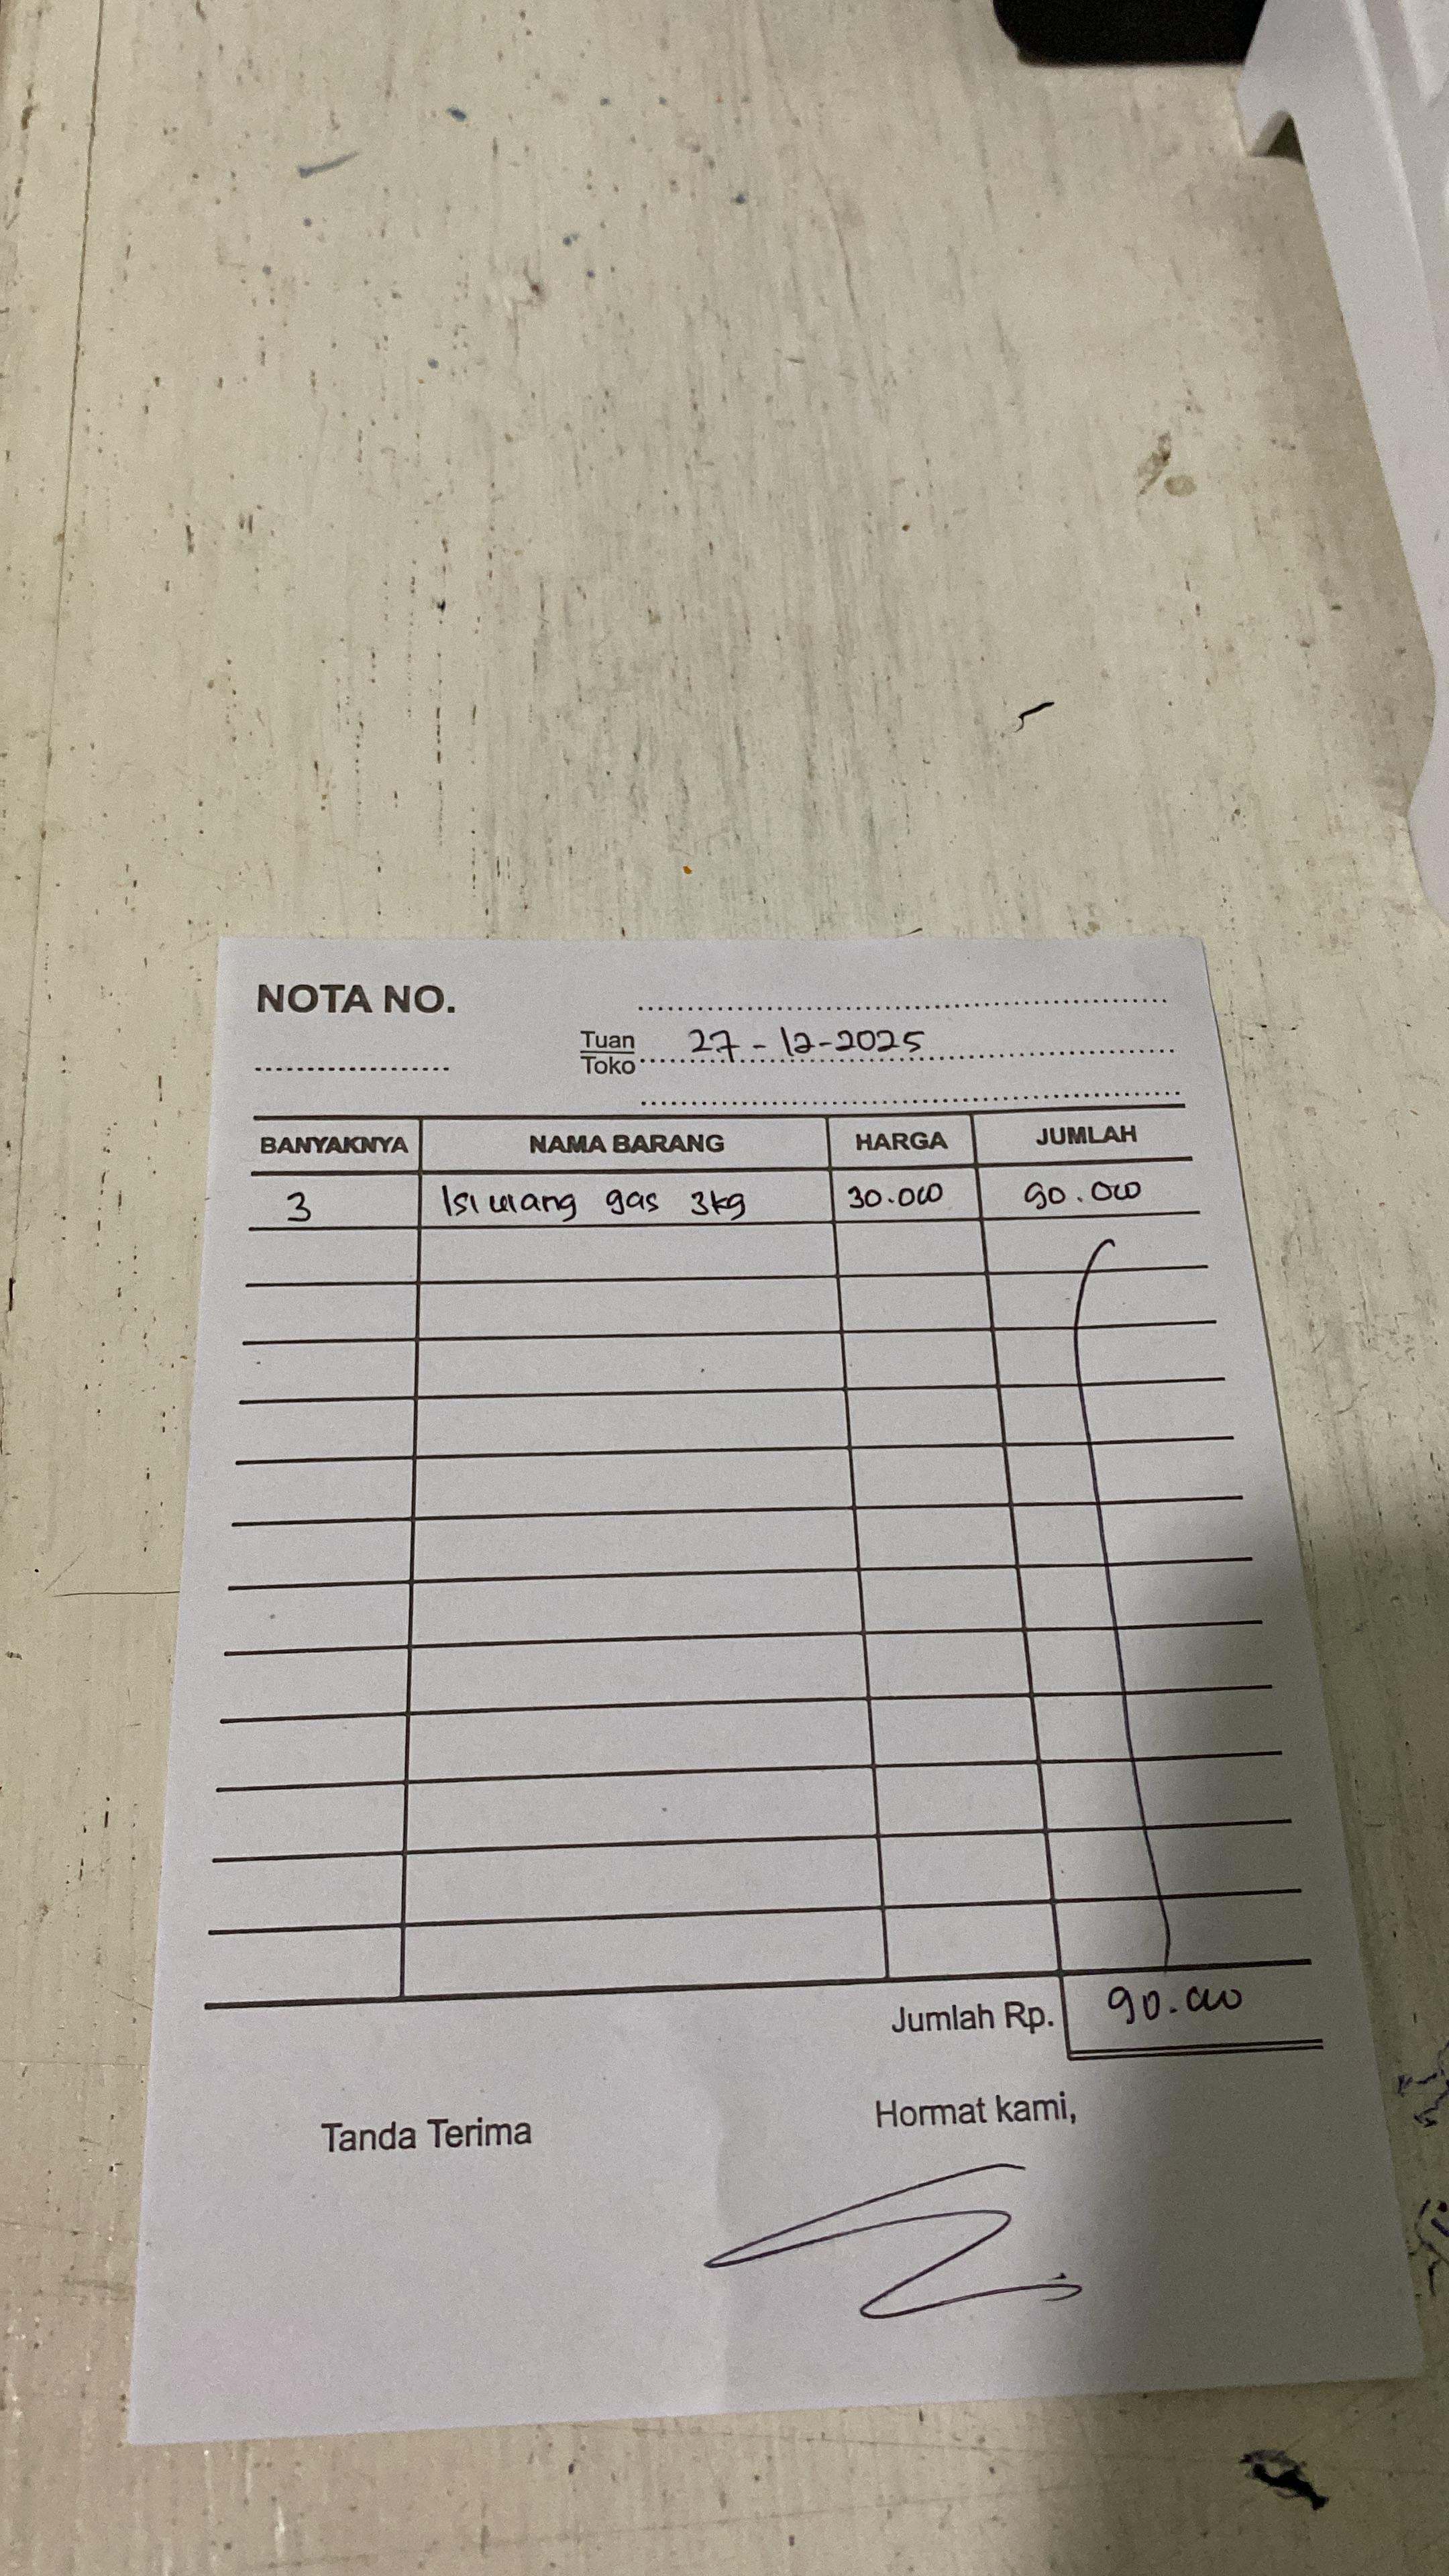 NOTA NO.
Tuan
Toko 27-12-2025
BANYAKNYA NAMA BARANG HARGA JUMLAH
3 Isi ulang gas 3kg 30.000 90.000
Jumlah Rp. 90.000
Tanda Terima Hormat kami,